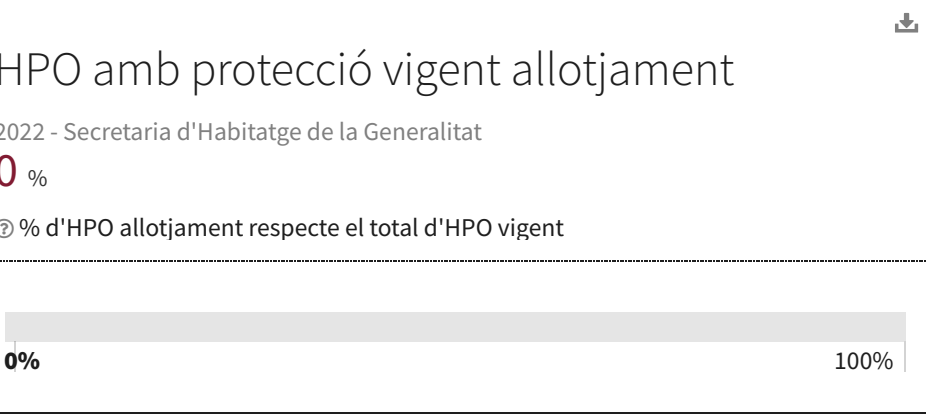 HPO amb protecció vigent allotjament
2022 - Secretaria d'Habitatge de la Generalitat
0 %
% d'HPO allotjament respecte el total d'HPO vigent
0% 100%